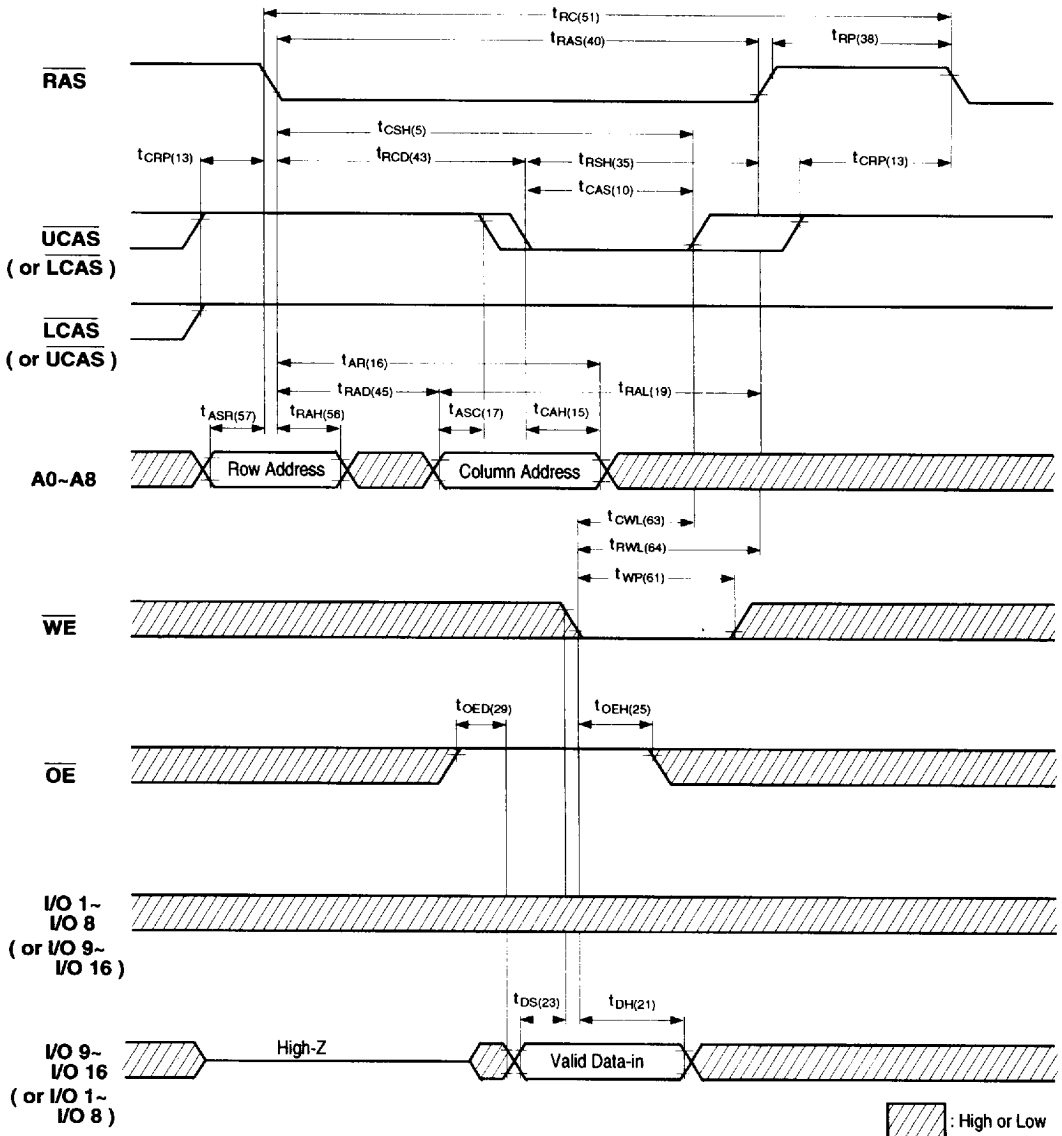 tRC(51)
tRAS(40)
tRP(38)
RAS
tCSH(5)
tCRP(13)
tRCD(43)
tRSH(35)
tCRP(13)
tCAS(10)
UCAS
( or LCAS )
LCAS
( or UCAS )
tAR(16)
tRAD(45)
tRAL(19)
tASR(57)
tRAH(56)
tASC(17)
tCAH(15)
A0~A8
Row Address
Column Address
tCWL(63)
tRWL(64)
tWP(61)
WE
tOED(29)
tOEH(25)
OE
I/O 1~
I/O 8
( or I/O 9~
I/O 16 )
tDS(23)
tDH(21)
I/O 9~
I/O 16
( or I/O 1~
I/O 8 )
High-Z
Valid Data-in
: High or Low